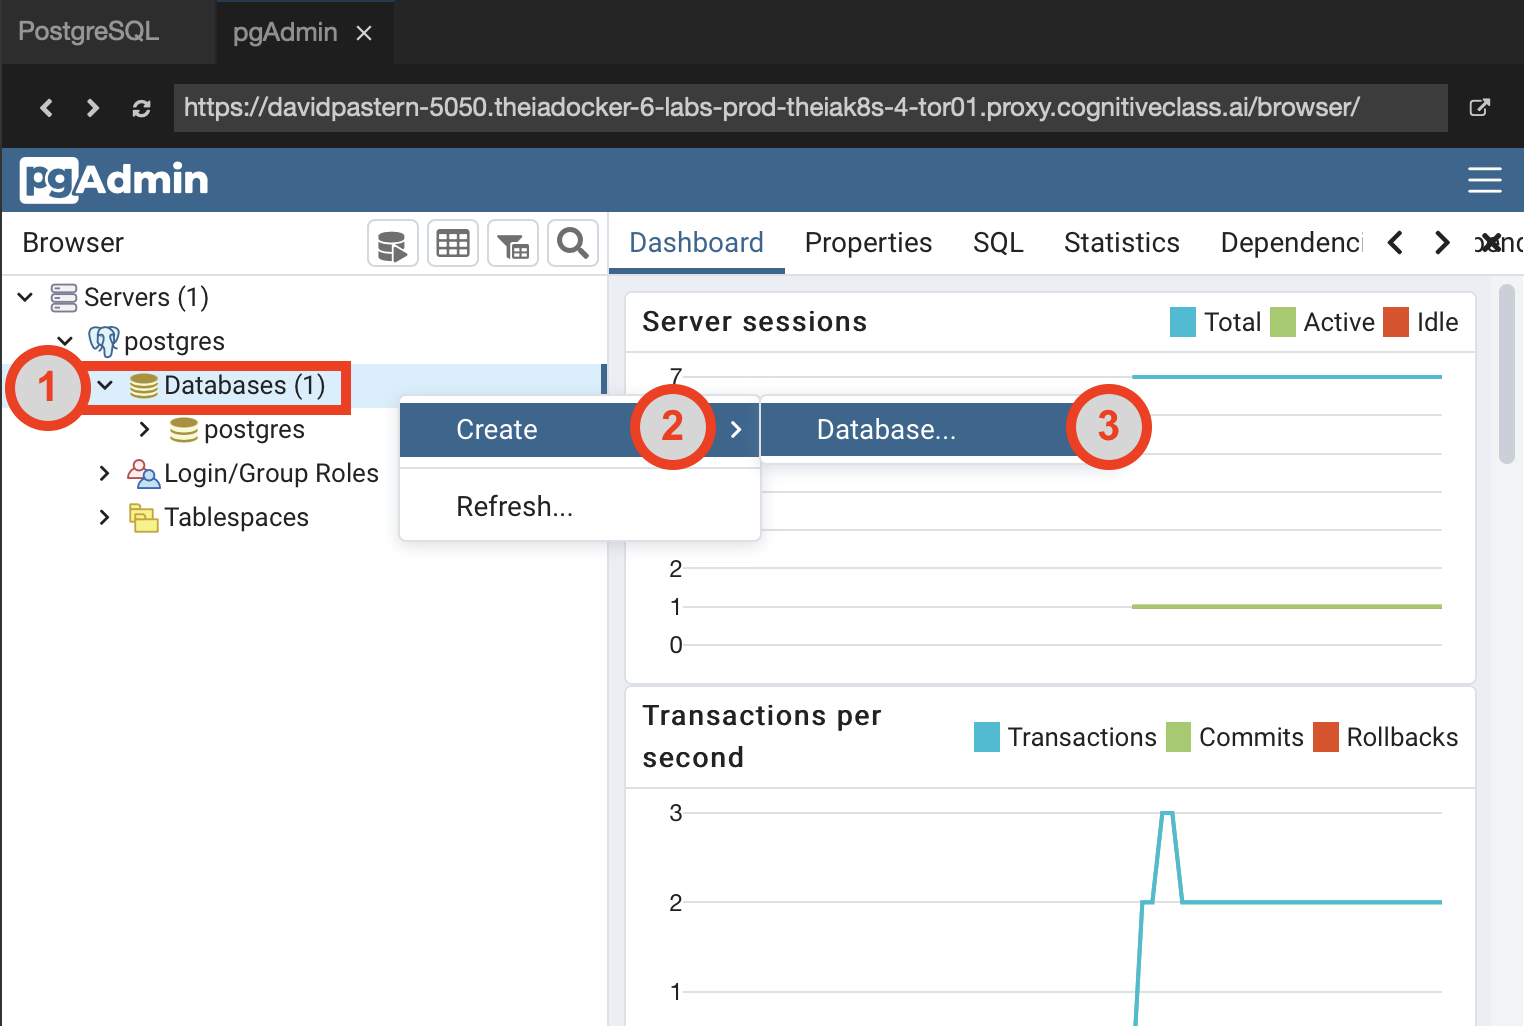 PostgreSQL
pgAdmin
https://davidpastern-5050.theiadocker-6-labs-prod-theiak8s-4-tor01.proxy.cognitiveclass.ai/browser/
pgAdmin
Browser
Dashboard Properties SQL Statistics Dependenci
Servers (1)
postgres
1
Databases (1)
postgres
Login/Group Roles
Tablespaces
Create
2
Database...
3
Refresh...
Server sessions
Total Active Idle
7
2
1
0
Transactions per
second
Transactions Commits Rollbacks
3
2
1